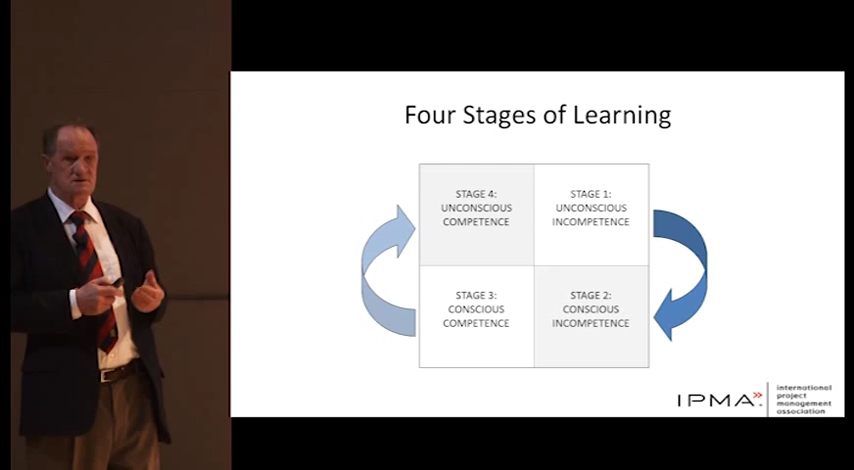 Four Stages of Learning
STAGE 4:
UNCONSCIOUS
COMPETENCE
STAGE 1:
UNCONSCIOUS
INCOMPETENCE
STAGE 3:
CONSCIOUS
COMPETENCE
STAGE 2:
CONSCIOUS
INCOMPETENCE
IPMA
international
project
management
association